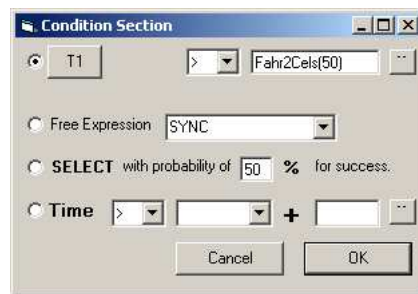 Condition Section
T1 > Fahr2Cels(50) ..
Free Expression SYNC
SELECT with probability of 50 % for success.
Time > + ..
Cancel OK